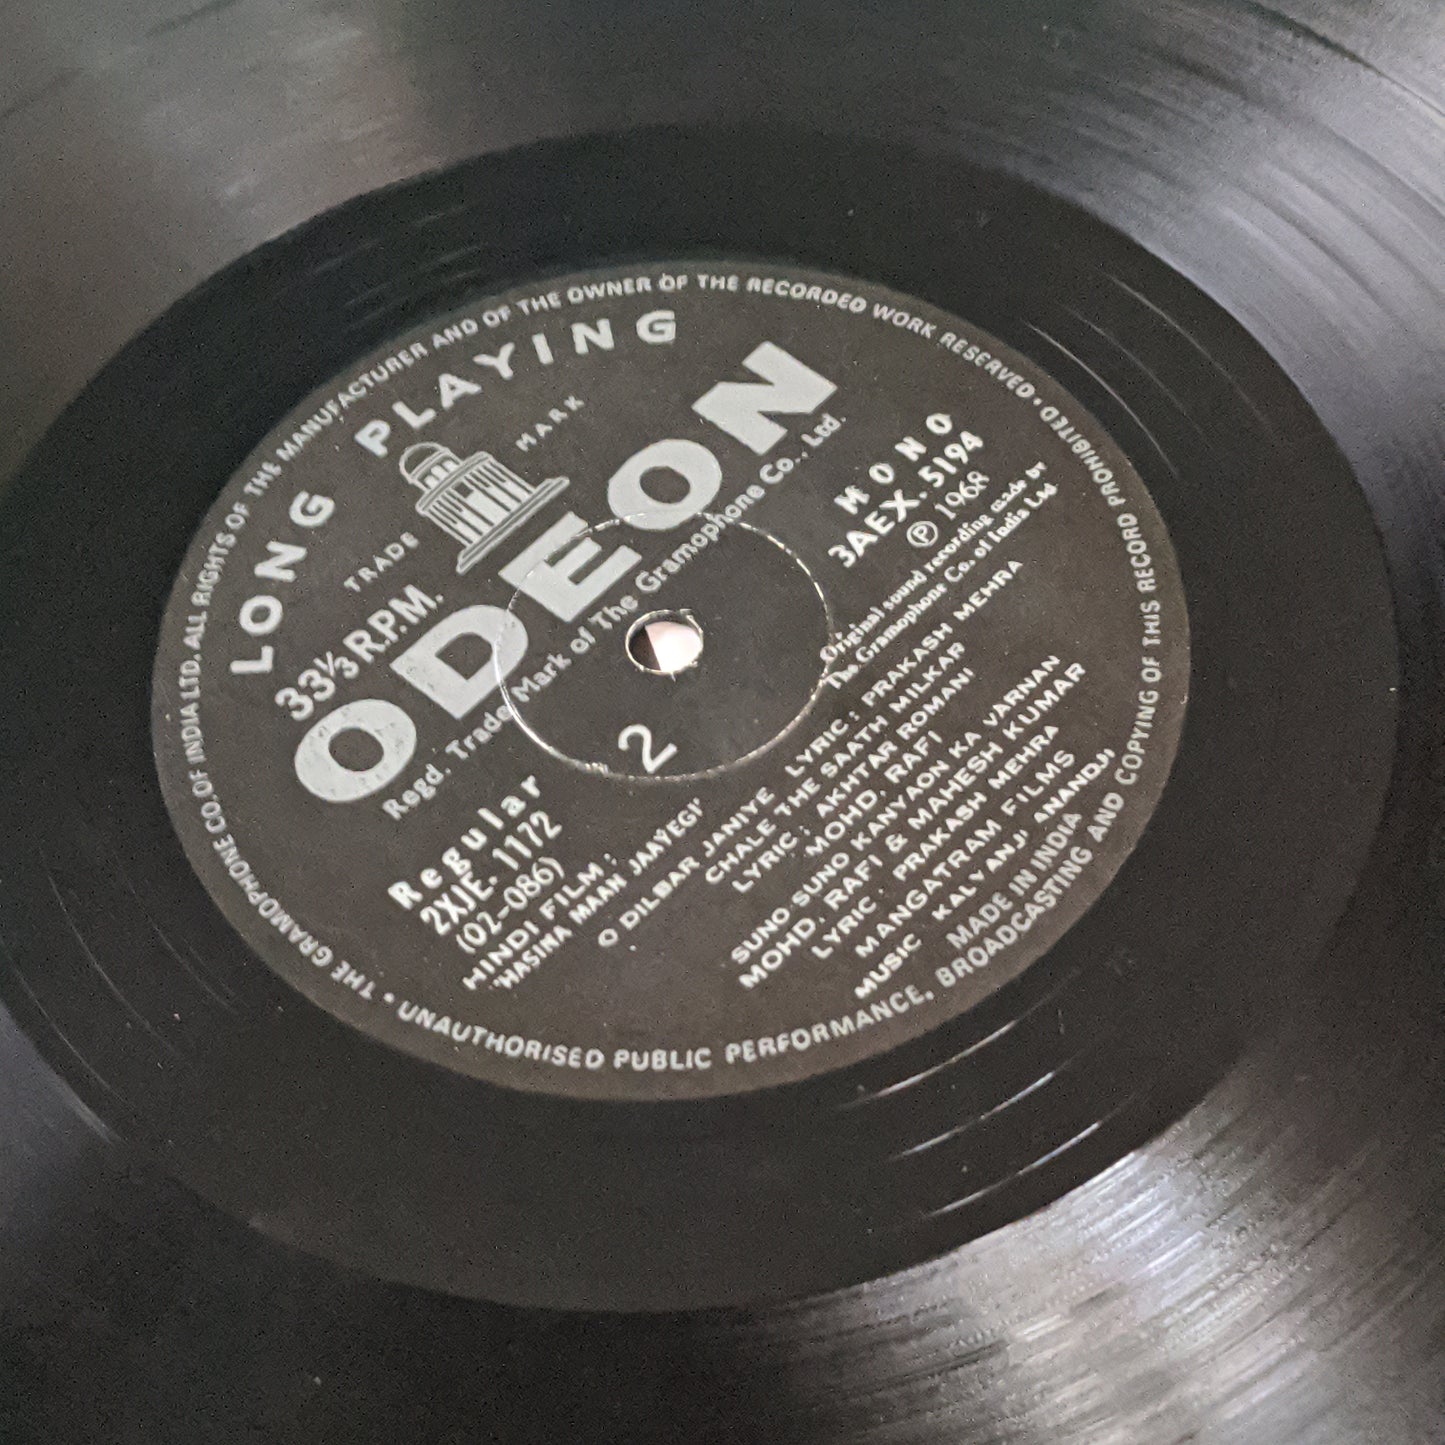 THE GRAMOPHONE CO. OF INDIA LTD. ALL RIGHTS OF THE MANUFACTURER AND OF THE OWNER OF THE RECORDED WORK RESERVED •
UNAUTHORISED PUBLIC PERFORMANCE, BROADCASTING AND COPYING OF THIS RECORD PROHIBITED •
LONG PLAYING
TRADE MARK
33⅓ R.P.M.
ODEON
Regd. Trade Mark of The Gramophone Co., Ltd.
MONO
3AEX. 5194
Ⓟ 1968
Original sound recording made by
The Gramophone Co. of India Ltd
2
Regular
2XJE. 1172
(OZ-086)
HINDI FILM :
'HASINA MAAN JAAYEGI'
O DILBAR JANIYE LYRIC : PRAKASH MEHRA
CHALE THE SAATH MILKAR
LYRIC : AKHTAR ROMANI
MOHD. RAFI
SUNO-SUNO KANYAON KA VARNAN
MOHD. RAFI & MAHESH KUMAR
LYRIC : PRAKASH MEHRA
MANGATRAM FILMS
MUSIC KALYANJI ANANDJI
MADE IN INDIA